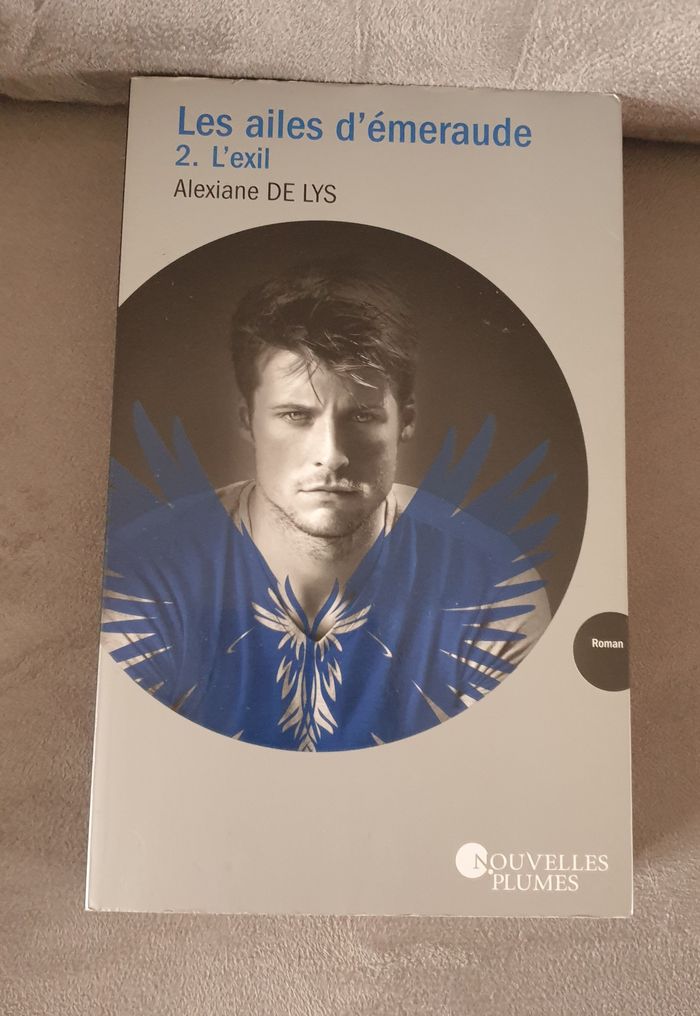 Les ailes d'émeraude
2. L'exil
Alexiane DE LYS
Roman
NOUVELLES
PLUMES